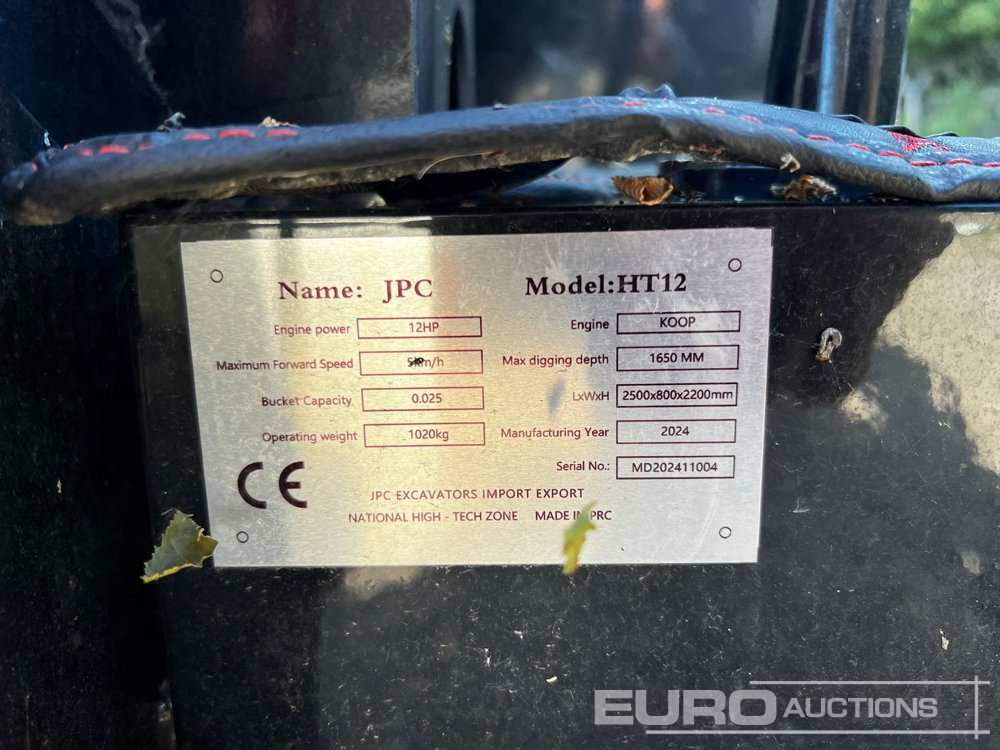 Name: JPC Model:HT12
Engine power 12HP Engine KOOP
Maximum Forward Speed 5km/h Max digging depth 1650 MM
Bucket Capacity 0.025 LxWxH 2500x800x2200mm
Operating weight 1020kg Manufacturing Year 2024
Serial No.: MD202411004
CE
JPC EXCAVATORS IMPORT EXPORT
NATIONAL HIGH - TECH ZONE MADE IN PRC
EURO AUCTIONS